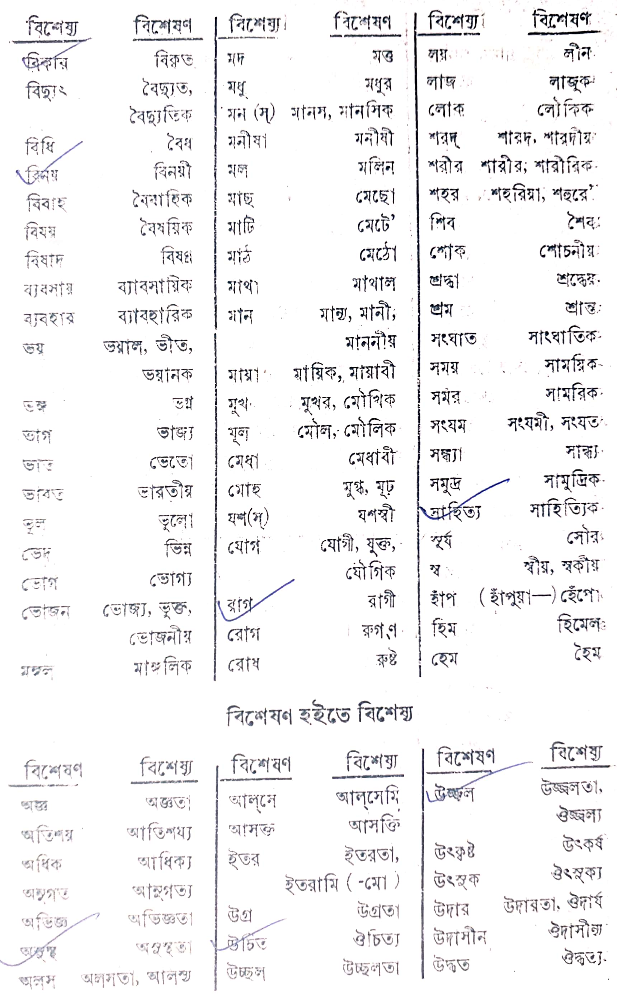 বিশেষ্য বিশেষণ বিশেষ্য বিশেষণ বিশেষ্য বিশেষণ
বিকার বিকৃত মদ মত্ত লয় লীন
বিদ্যুৎ বৈদ্যুত, মধু মধুর লাজ লাজুক
বৈদ্যুতিক মন (স্) মানস, মানসিক লোক লৌকিক
বিধি বৈধ মনীষা মনীষী শরদ্ শারদ, শারদীয়
বিনয় বিনয়ী মল মলিন শরীর শারীর; শারীরিক
বিবাহ বৈবাহিক মাছ মেছো শহর শহরিয়া, শহুরে’
বিষয় বৈষয়িক মাটি মেটে’ শিব শৈব
বিষাদ বিষণ্ণ মাঠ মেঠো শোক শোচনীয়
ব্যবসায় ব্যাবসায়িক মাথা মাথাল শ্রদ্ধা শ্রদ্ধেয়
ব্যবহার ব্যাবহারিক মান মান্য, মানী, শ্রম শ্রান্ত
ভয় ভয়াল, ভীত, মাননীয় সংঘাত সাংঘাতিক
ভয়ানক মায়া মায়িক, মায়াবী সময় সাময়িক
ভঙ্গ ভগ্ন মুখ মুখর, মৌখিক সমর সামরিক
ভাগ ভাজ্য মূল মৌল, মৌলিক সংযম সংযমী, সংযত
ভাত ভেতো মেধা মেধাবী সন্ধ্যা সান্ধ্য
ভারত ভারতীয় মোহ মুগ্ধ, মূঢ় সমুদ্র সামুদ্রিক
ভুল ভুলো যশ(স্) যশস্বী সাহিত্য সাহিত্যিক
ভেদ ভিন্ন যোগ যোগী, যুক্ত, সূর্য সৌর
ভোগ ভোগ্য যৌগিক স্ব স্বীয়, স্বকীয়
ভোজন ভোজ্য, ভুক্ত, রাগ রাগী হাঁপ (হাঁপুয়া—) হেঁপো
ভোজনীয় রোগ রুগ্‌ণ হিম হিমেল
মঙ্গল মাঙ্গলিক রোষ রুষ্ট হেম হৈম
বিশেষণ হইতে বিশেষ্য
বিশেষণ বিশেষ্য বিশেষণ বিশেষ্য বিশেষণ বিশেষ্য
অজ্ঞ অজ্ঞতা আল্‌সে আল্‌সেমি উজ্জ্বল উজ্জ্বলতা,
ঔজ্জ্বল্য
অতিশয় আতিশয্য আসক্ত আসক্তি
অধিক আধিক্য ইতর ইতরতা, উৎকৃষ্ট উৎকর্ষ
অনুগত আনুগত্য ইতরামি ( -মো ) উৎসুক ঔৎসুক্য
অভিজ্ঞ অভিজ্ঞতা উগ্র উগ্রতা উদার উদারতা, ঔদার্য
অসুস্থ অসুস্থতা উচিত ঔচিত্য উদাসীন ঔদাসীন্য
অলস অলসতা, আলস্য উচ্ছল উচ্ছলতা উদ্ধত ঔদ্ধত্য